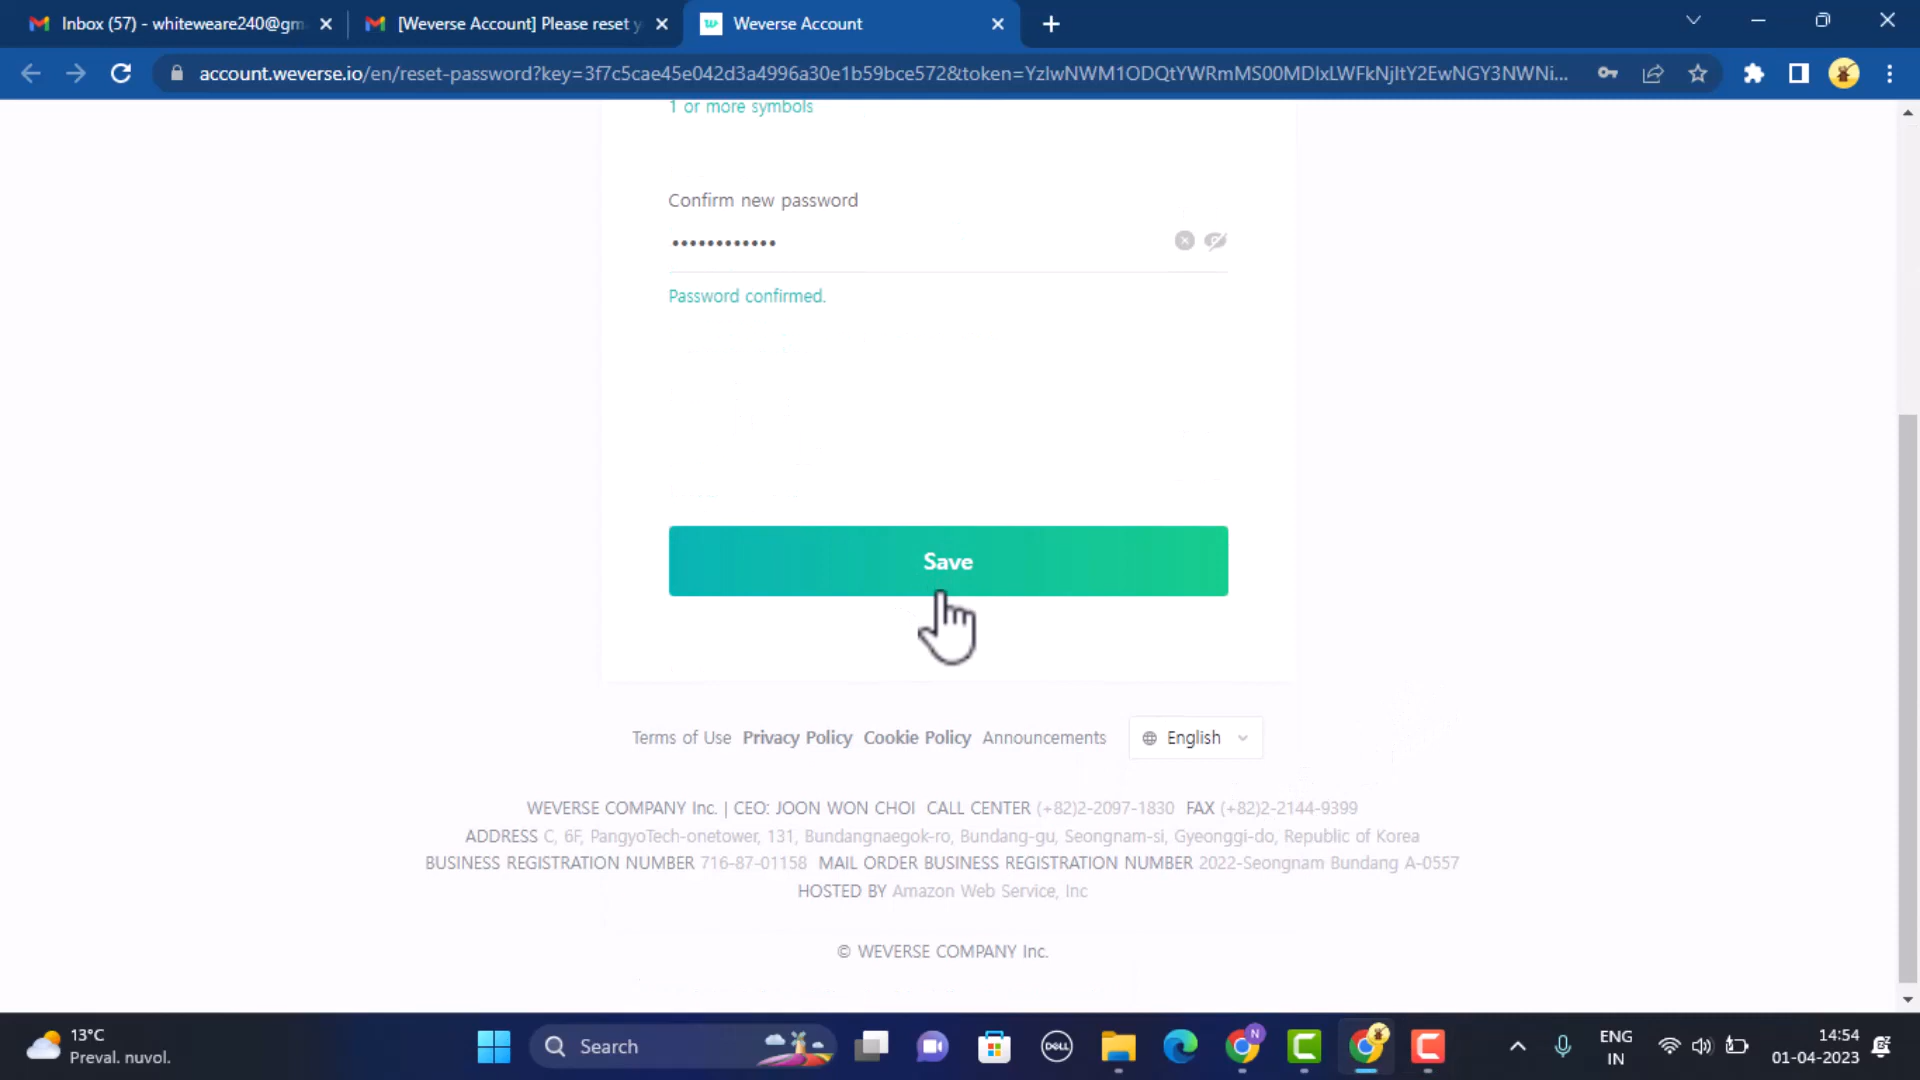 Inbox (57) - whiteweare240@gm
[Weverse Account] Please reset y
Weverse Account
account.weverse.io/en/reset-password?key=3f7c5cae45e042d3a4996a30e1b59bce572&token=YzIwNWM1ODQtYWRmMS00MDIxLWFkNjItY2EwNGY3NWNi...
1 or more symbols
Confirm new password
••••••••••••
Password confirmed.
Save
Terms of Use Privacy Policy Cookie Policy Announcements English
WEVERSE COMPANY Inc. | CEO: JOON WON CHOI CALL CENTER (+82)2-2097-1830 FAX (+82)2-2144-9399
ADDRESS C, 6F, PangyoTech-onetower, 131, Bundangnaegok-ro, Bundang-gu, Seongnam-si, Gyeonggi-do, Republic of Korea
BUSINESS REGISTRATION NUMBER 716-87-01158 MAIL ORDER BUSINESS REGISTRATION NUMBER 2022-Seongnam Bundang A-0557
HOSTED BY Amazon Web Service, Inc
© WEVERSE COMPANY Inc.
13°C
Preval. nuvol.
Search
DELL
N
ENG
IN
14:54
01-04-2023